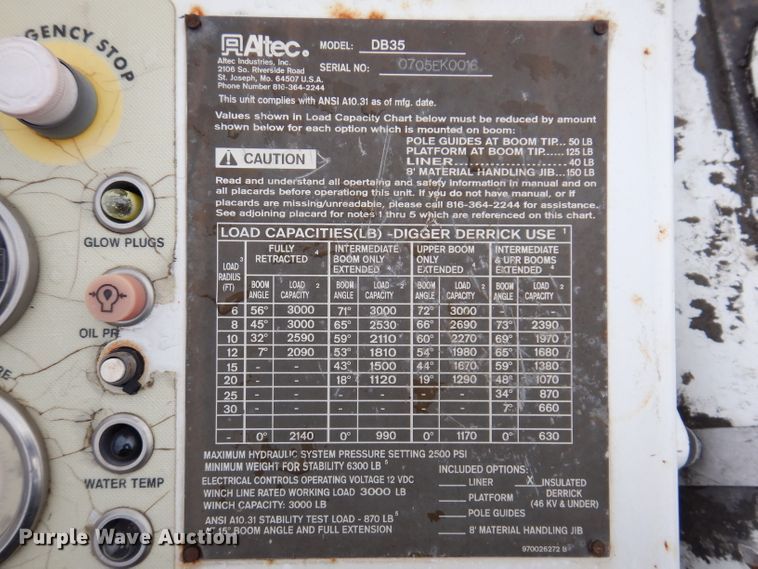 EMERGENCY STOP
GLOW PLUGS
OIL PR
WATER TEMP
Altec®
Altec Industries, Inc.
2106 So. Riverside Road
St. Joseph, Mo. 64507 U.S.A.
Phone Number 816-364-2244
MODEL: DB35
SERIAL NO: 0705EK0016
This unit complies with ANSI A10.31 as of mfg. date.
Values shown in Load Capacity Chart below must be reduced by amount
shown below for each option which is mounted on boom:
POLE GUIDES AT BOOM TIP... 50 LB
PLATFORM AT BOOM TIP......125 LB
LINER........................40 LB
8' MATERIAL HANDLING JIB...150 LB
CAUTION
Read and understand all opertaing and safety information in manual and on
all placards before operationg this unit. If you do not have manual, or if
placards are missing/unreadable, please call 816-364-2244 for assistance.
See adjoining placard for notes 1 thru 5 which are referenced on this chart.
LOAD CAPACITIES(LB) -DIGGER DERRICK USE 1
LOAD 3 RADIUS (FT) FULLY RETRACTED 4 INTERMEDIATE BOOM ONLY EXTENDED 4 UPPER BOOM ONLY EXTENDED INTERMEDIATE & UPR BOOMS EXTENDED 4
BOOM ANGLE LOAD CAPACITY 2 BOOM ANGLE LOAD CAPACITY 2 BOOM ANGLE LOAD CAPACITY 2 BOOM ANGLE LOAD CAPACITY 2
6 56° 3000 71° 3000 72° 3000 - -
8 45° 3000 65° 2530 66° 2690 73° 2390
10 32° 2590 59° 2110 60° 2270 69° 1970
12 7° 2090 53° 1810 54° 1980 65° 1680
15 - - 43° 1500 44° 1670 59° 1380
20 - - 18° 1120 19° 1290 48° 1070
25 - - - - - - 34° 870
30 - - - - - - 7° 660
- 0° 2140 0° 990 0° 1170 0° 630
MAXIMUM HYDRAULIC SYSTEM PRESSURE SETTING 2500 PSI
MINIMUM WEIGHT FOR STABILITY 6300 LB 5
ELECTRICAL CONTROLS OPERATING VOLTAGE 12 VDC
WINCH LINE RATED WORKING LOAD 3000 LB
WINCH CAPACITY: 3000 LB
ANSI A10.31 STABILITY TEST LOAD - 870 LB 5
15° BOOM ANGLE AND FULL EXTENSION
INCLUDED OPTIONS:
LINER
PLATFORM
POLE GUIDES
8' MATERIAL HANDLING JIB
X INSULATED
DERRICK
(46 KV & UNDER)
970026272 B
Purple Wave Auction